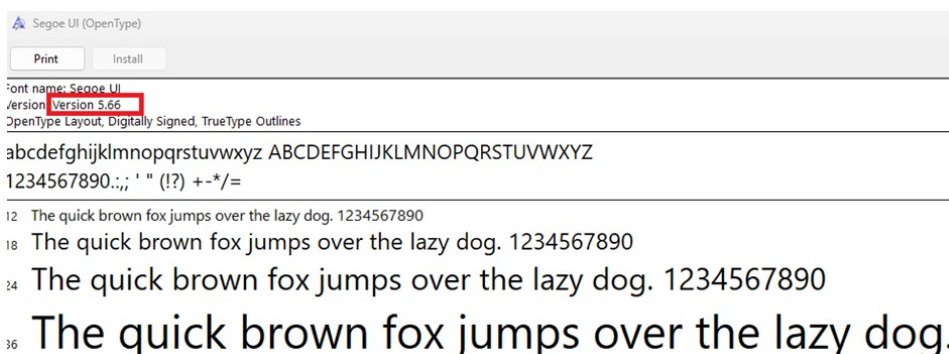 Segoe UI (OpenType)
Print Install
Font name: Segoe UI
Version: Version 5.66
OpenType Layout, Digitally Signed, TrueType Outlines
abcdefghijklmnopqrstuvwxyz ABCDEFGHIJKLMNOPQRSTUVWXYZ
1234567890.:,; ' " (!?) +-*/=
12 The quick brown fox jumps over the lazy dog. 1234567890
18 The quick brown fox jumps over the lazy dog. 1234567890
24 The quick brown fox jumps over the lazy dog. 1234567890
36 The quick brown fox jumps over the lazy dog.